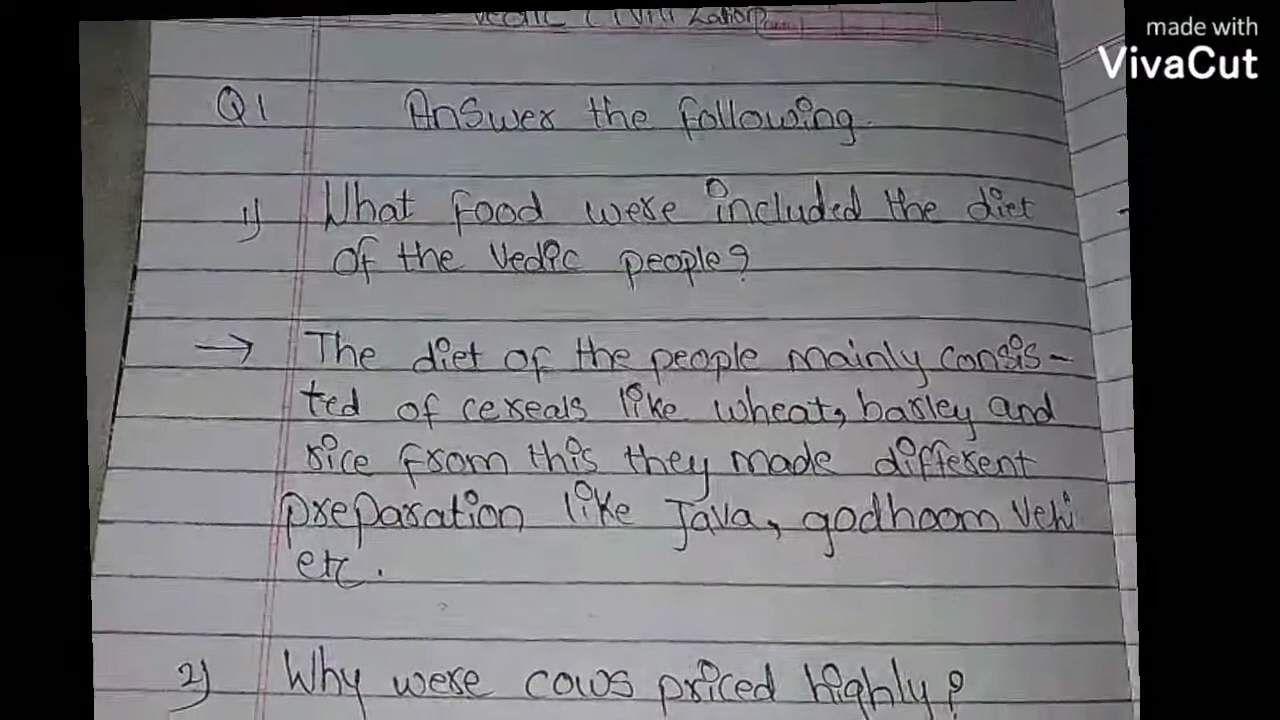 Vedic Civilization
made with
VivaCut
Q1 Answer the following.
1) What food were included the diet
of the Vedic people?
→ The diet of the people mainly consis-
ted of cereals like wheat, barley and
rice from this they made different
preparation like Java, godhoom Vehi
etc.
2) Why were cows priced highly?